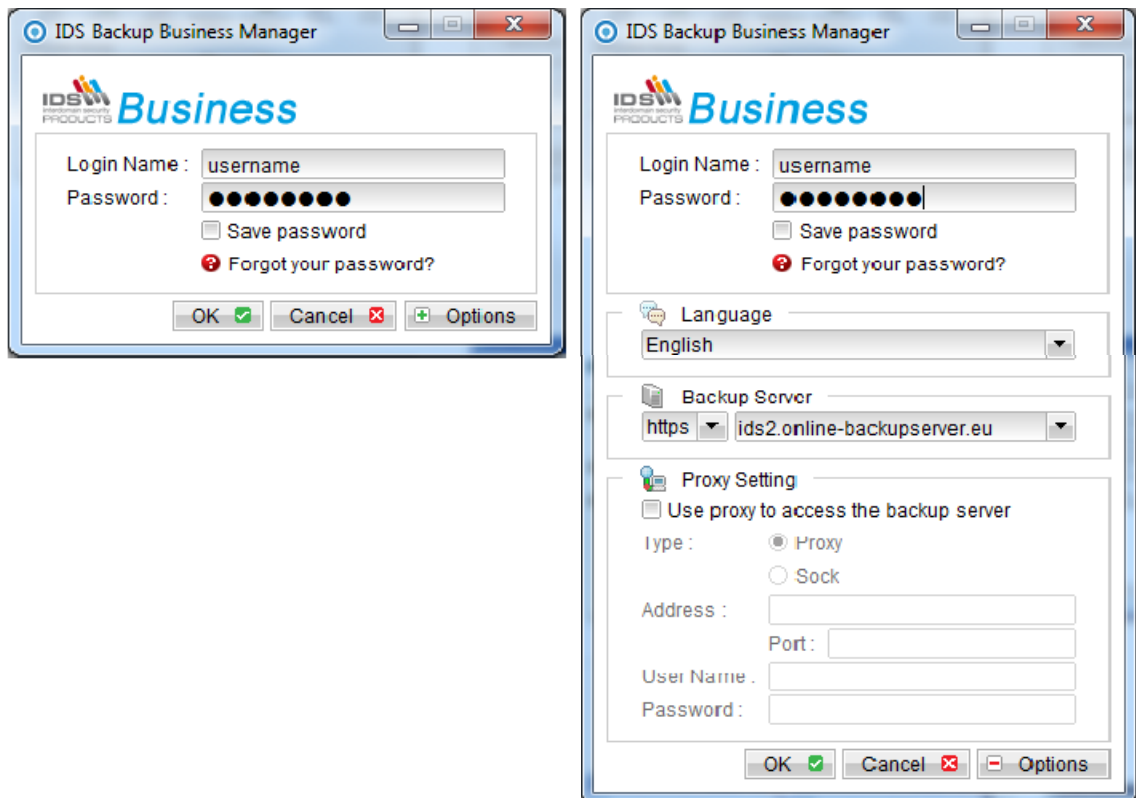 IDS Backup Business Manager
IDS
interdomain security
PRODUCTS
Business
Login Name : username
Password : ●●●●●●●●
Save password
Forgot your password?
OK Cancel Options
IDS Backup Business Manager
IDS
interdomain security
PRODUCTS
Business
Login Name : username
Password : ●●●●●●●●
Save password
Forgot your password?
Language
English
Backup Server
https ids2.online-backupserver.eu
Proxy Setting
Use proxy to access the backup server
Type : Proxy
Sock
Address :
Port :
User Name :
Password :
OK Cancel Options